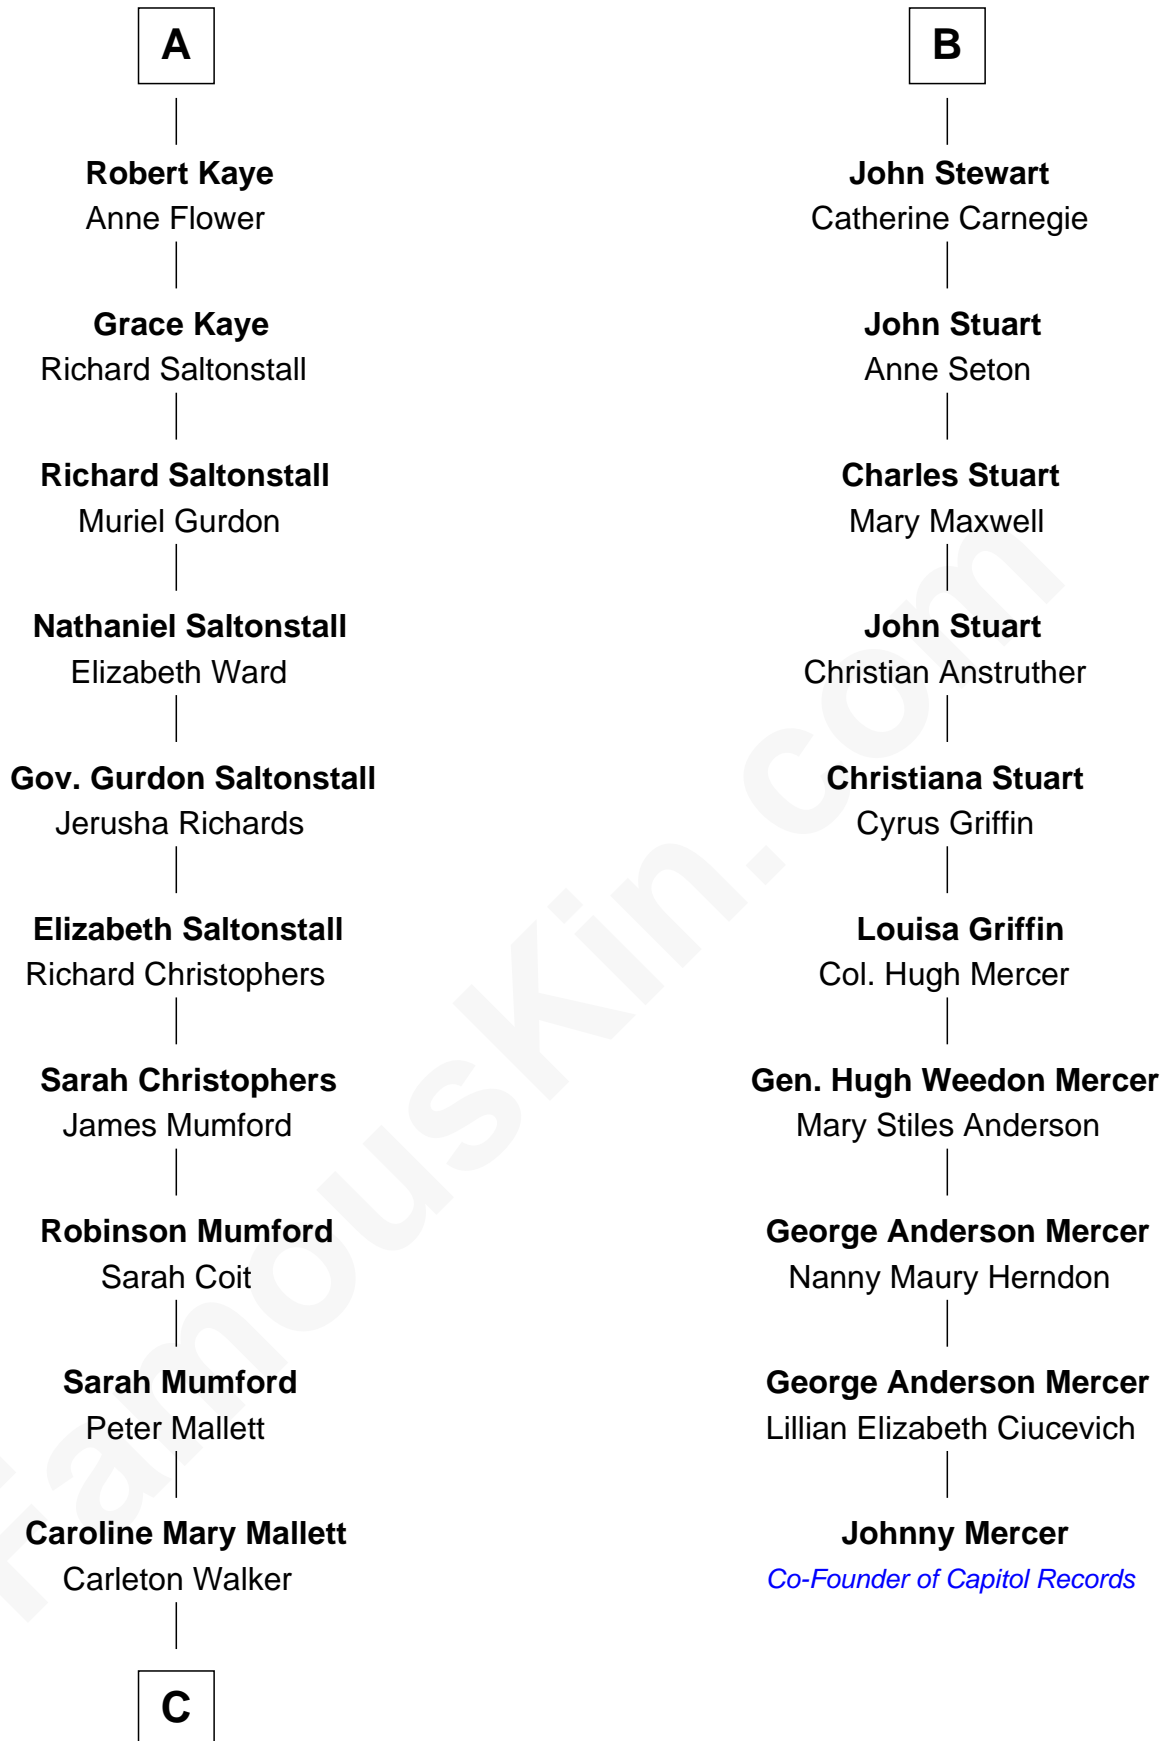 A
Robert Kaye
Anne Flower
Grace Kaye
Richard Saltonstall
Richard Saltonstall
Muriel Gurdon
Nathaniel Saltonstall
Elizabeth Ward
Gov. Gurdon Saltonstall
Jerusha Richards
Elizabeth Saltonstall
Richard Christophers
Sarah Christophers
James Mumford
Robinson Mumford
Sarah Coit
Sarah Mumford
Peter Mallett
Caroline Mary Mallett
Carleton Walker
C
B
John Stewart
Catherine Carnegie
John Stuart
Anne Seton
Charles Stuart
Mary Maxwell
John Stuart
Christian Anstruther
Christiana Stuart
Cyrus Griffin
Louisa Griffin
Col. Hugh Mercer
Gen. Hugh Weedon Mercer
Mary Stiles Anderson
George Anderson Mercer
Nanny Maury Herndon
George Anderson Mercer
Lillian Elizabeth Ciucevich
Johnny Mercer
Co-Founder of Capitol Records
FamousKin.com